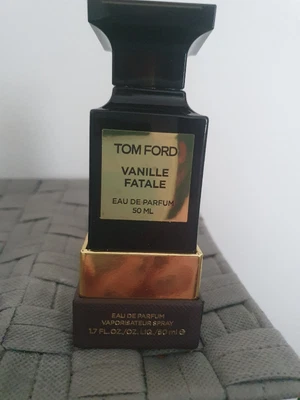 TOM FORD
VANILLE
FATALE
EAU DE PARFUM
50 ML
EAU DE PARFUM
VAPORISATEUR SPRAY
1.7 FL.OZ./OZ.LIQ./50 ml ℮